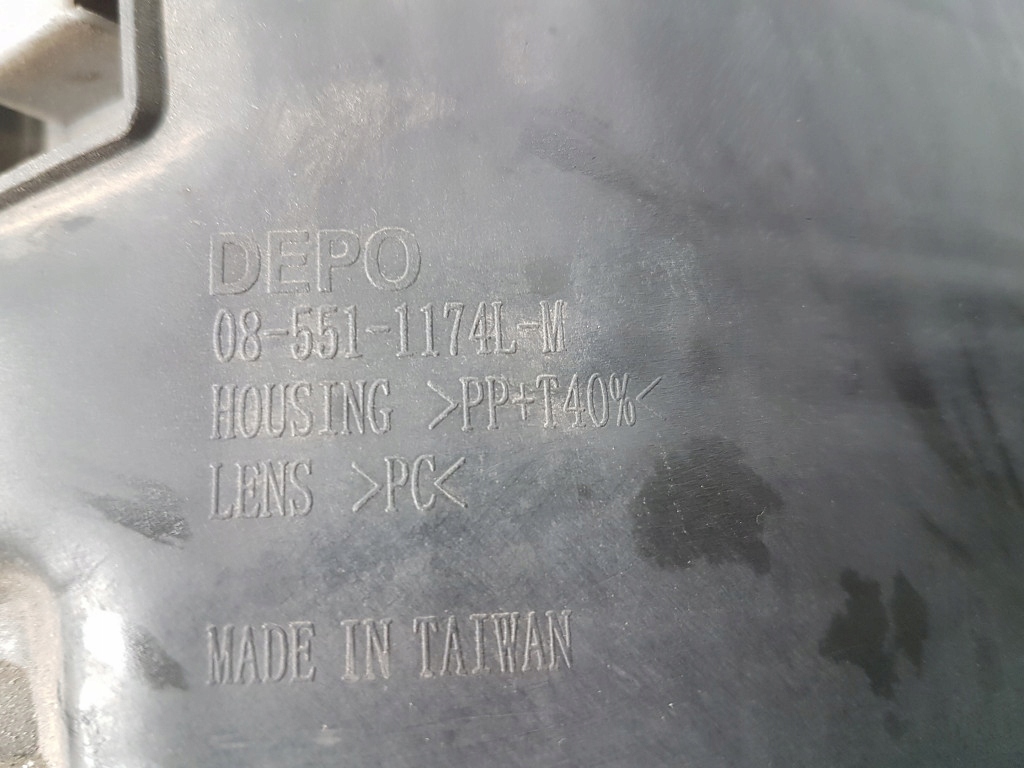 DEPO
08-551-1174L-M
HOUSING >PP+T40%<
LENS >PC<
MADE IN TAIWAN